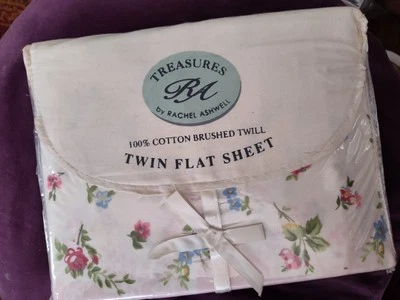 TREASURES
RA
by RACHEL ASHWELL
100% COTTON BRUSHED TWILL
TWIN FLAT SHEET